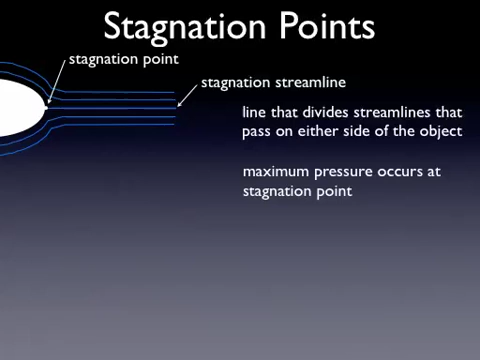 Stagnation Points
stagnation point
stagnation streamline
line that divides streamlines that
pass on either side of the object
maximum pressure occurs at
stagnation point